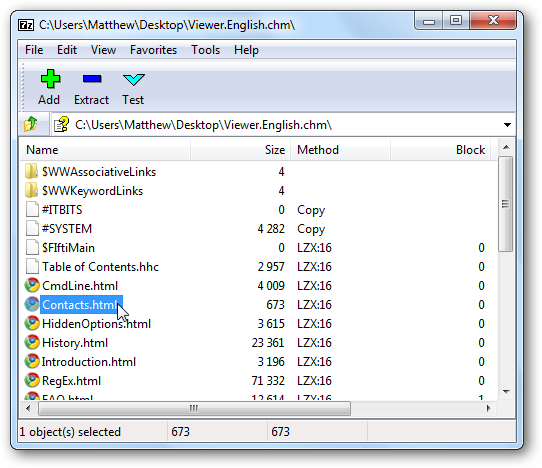 7z C:\Users\Matthew\Desktop\Viewer.English.chm\
File Edit View Favorites Tools Help
Add Extract Test
C:\Users\Matthew\Desktop\Viewer.English.chm\
Name Size Method Block
$WWAssociativeLinks 4
$WWKeywordLinks 4
#ITBITS 0 Copy
#SYSTEM 4 282 Copy
$FIftiMain 0 LZX:16 0
Table of Contents.hhc 2 957 LZX:16 0
CmdLine.html 4 009 LZX:16 0
Contacts.html 673 LZX:16 0
HiddenOptions.html 3 615 LZX:16 0
History.html 23 361 LZX:16 0
Introduction.html 3 196 LZX:16 0
RegEx.html 71 332 LZX:16 0
FAQ.html 12 614 LZX:16 1
1 object(s) selected 673 673